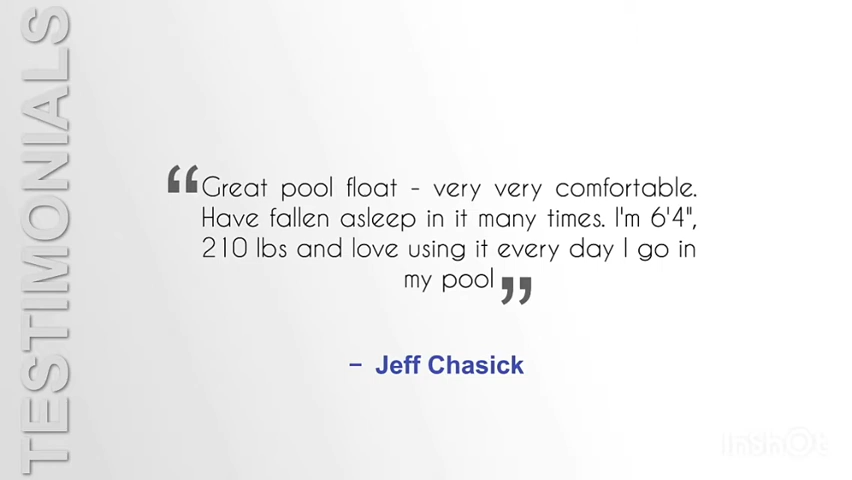 TESTIMONIALS
“Great pool float - very very comfortable.
Have fallen asleep in it many times. I'm 6'4",
210 lbs and love using it every day I go in
my pool”
– Jeff Chasick
InShOt